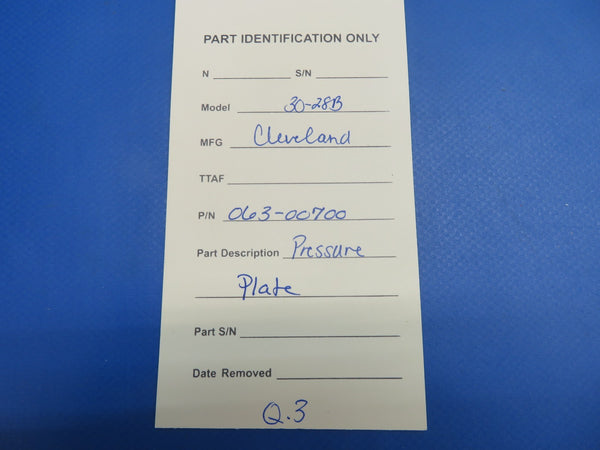 PART IDENTIFICATION ONLY
N S/N
Model 30-28B
MFG Cleveland
TTAF
P/N 063-00700
Part Description Pressure
Plate
Part S/N
Date Removed
Q.3